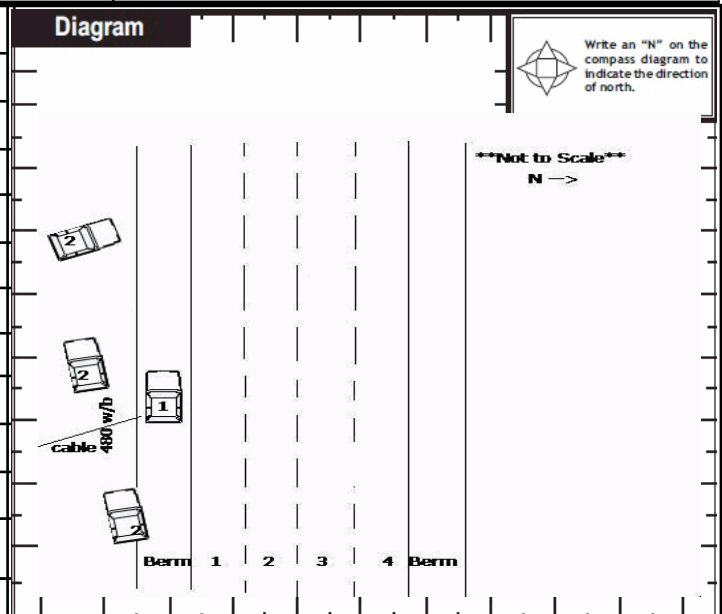 Diagram
Write an “N” on the
compass diagram to
indicate the direction
of north.
**Not to Scale**
N —>
2
2
1
480 w/b
cable
2
Berm 1 2 3 4 Berm